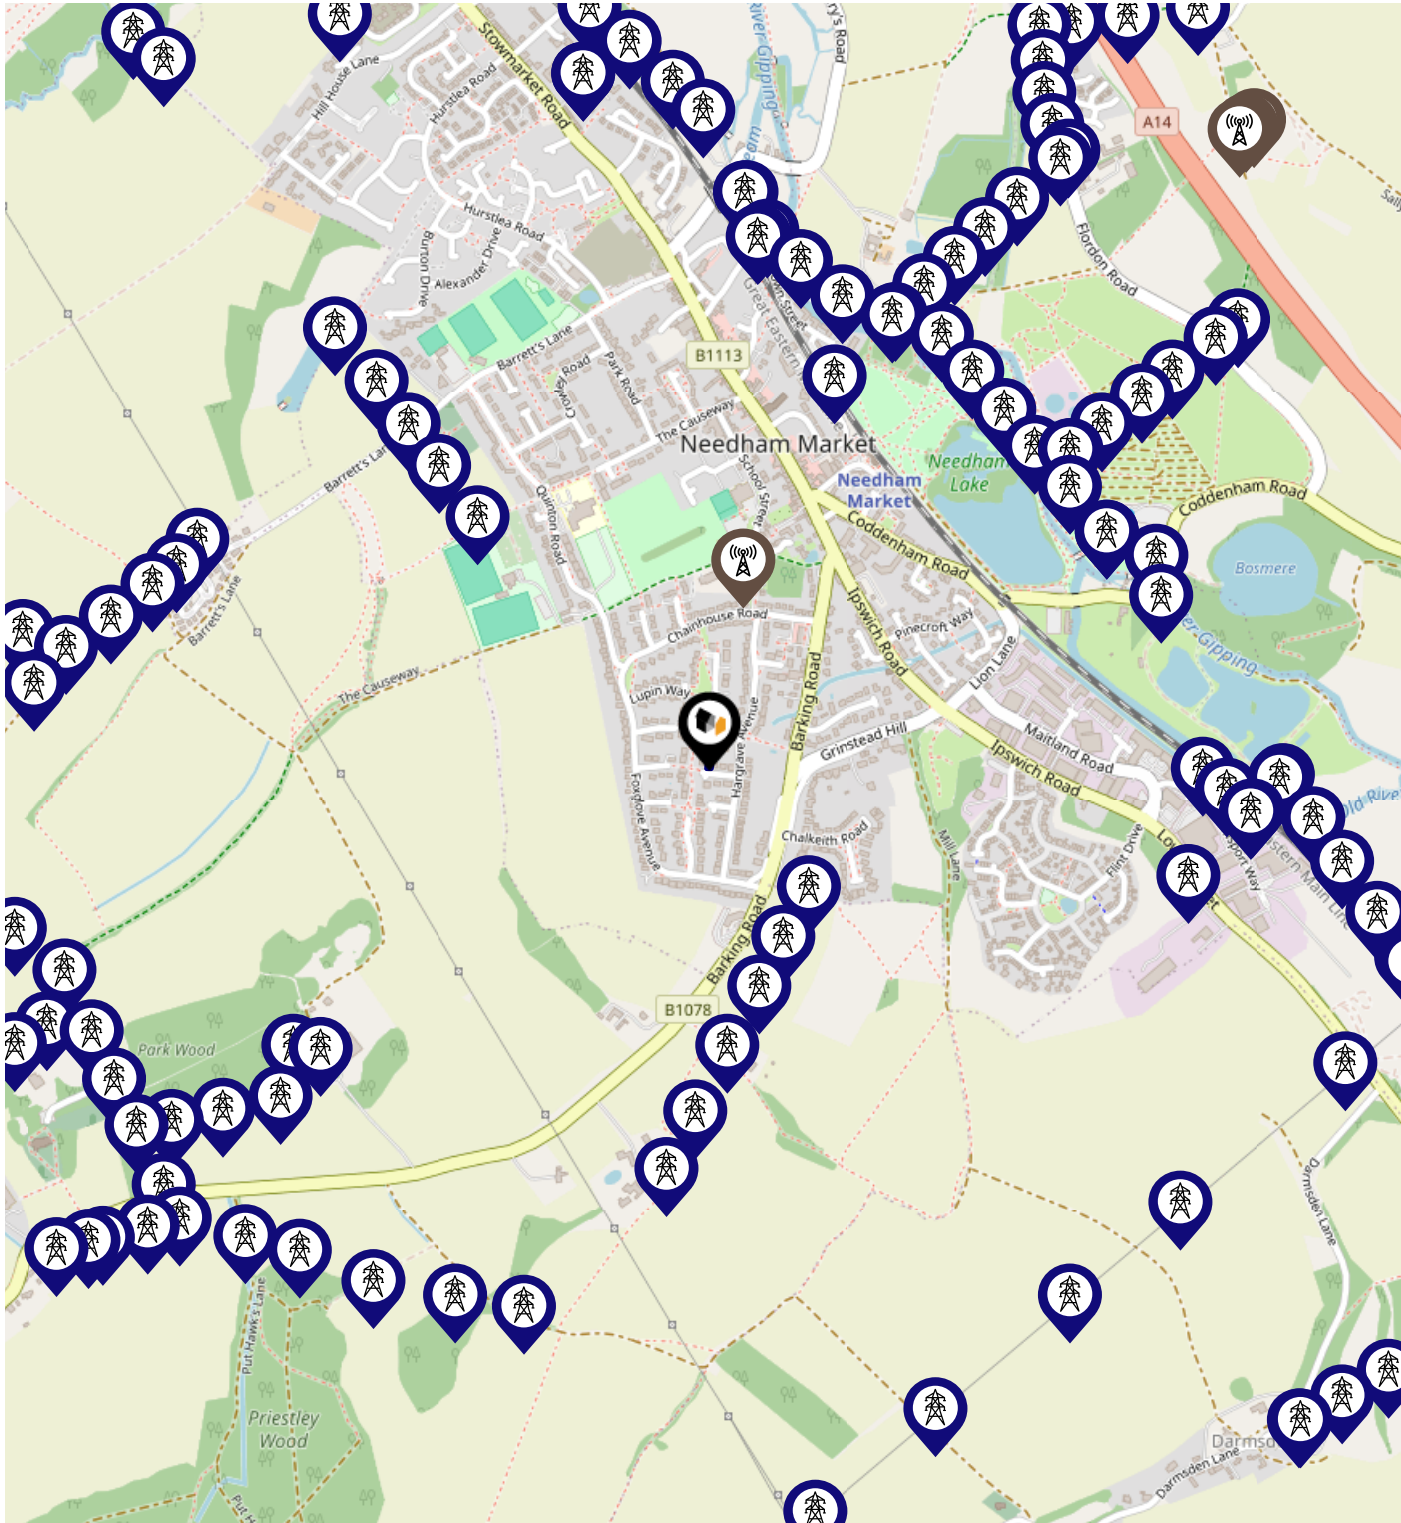 Stowmarket Road
Hill House Lane
Hurstlea Road
River Gipping
A14
Hurstlea Road
Burton Drive
Alexander Drive
Flordon Road
Great Eastern
Barrett's Lane
B1113
Crowley Road
Park Road
The Causeway
Needham Market
School Street
Needham
Market
Needham
Lake
Quinton Road
Coddenham Road
Coddenham Road
Bosmere
Barrett's Lane
Chainhouse Road
Ipswich Road
Pinecroft Way
Lion Lane
The Causeway
Lupin Way
Hargrave Avenue
Barking Road
Grinstead Hill
Maitland Road
Ipswich Road
Foxglove Avenue
Chalkeith Road
Mill Lane
Flint Drive
Barking Road
B1078
Park Wood
Darmsden Lane
Put Hawk's Lane
Priestley
Wood
Darmsden Lane